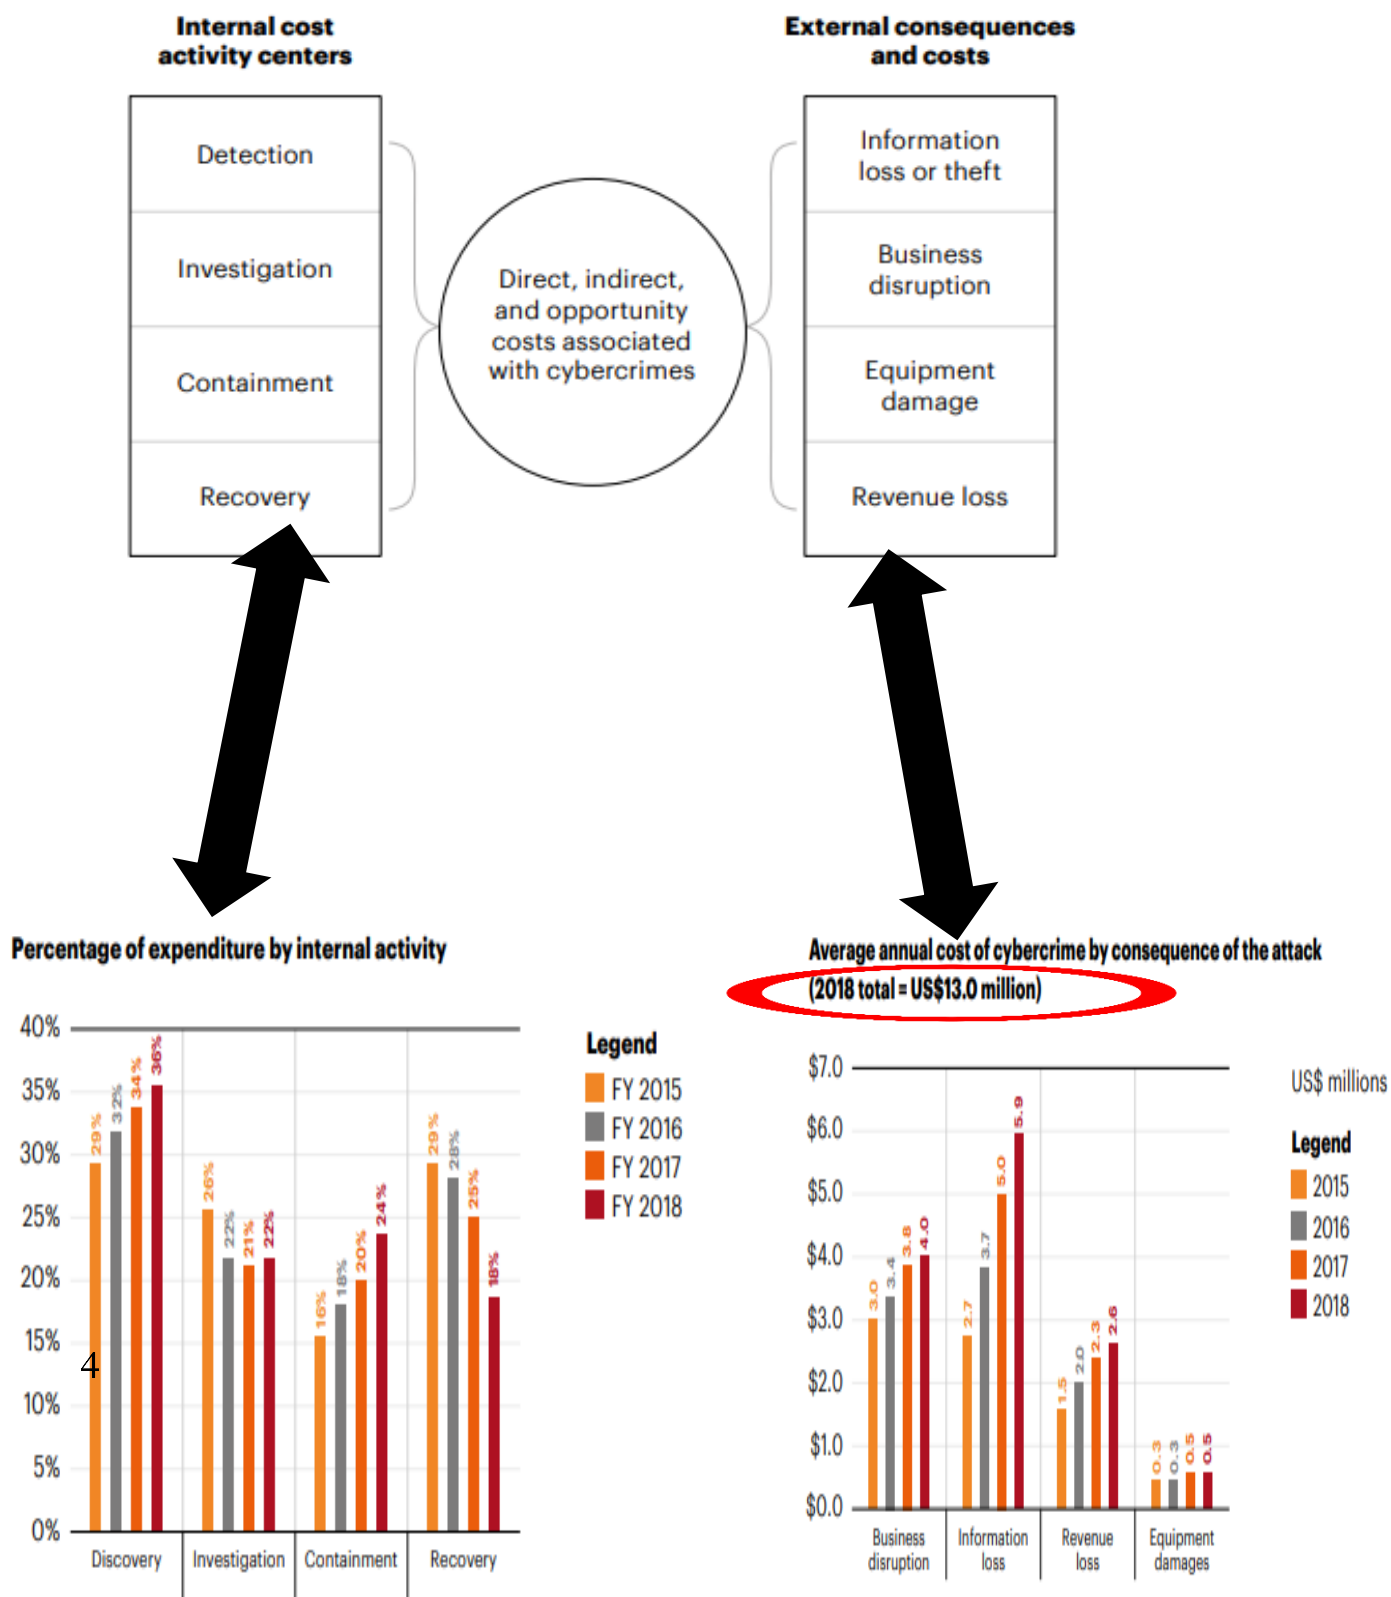 Internal cost
activity centers
External consequences
and costs
Detection
Investigation
Containment
Recovery
Direct, indirect,
and opportunity
costs associated
with cybercrimes
Information
loss or theft
Business
disruption
Equipment
damage
Revenue loss
Percentage of expenditure by internal activity
40%
35%
30%
25%
20%
15%
10%
5%
0%
29%
32%
34%
36%
26%
22%
21%
22%
16%
18%
20%
24%
29%
28%
25%
18%
4
Discovery
Investigation
Containment
Recovery
Legend
FY 2015
FY 2016
FY 2017
FY 2018
Average annual cost of cybercrime by consequence of the attack
(2018 total = US$13.0 million)
$7.0
$6.0
$5.0
$4.0
$3.0
$2.0
$1.0
$0.0
3.0
3.4
3.8
4.0
2.7
3.7
5.0
5.9
1.5
2.0
2.3
2.6
0.3
0.3
0.5
0.5
Business
disruption
Information
loss
Revenue
loss
Equipment
damages
US$ millions
Legend
2015
2016
2017
2018